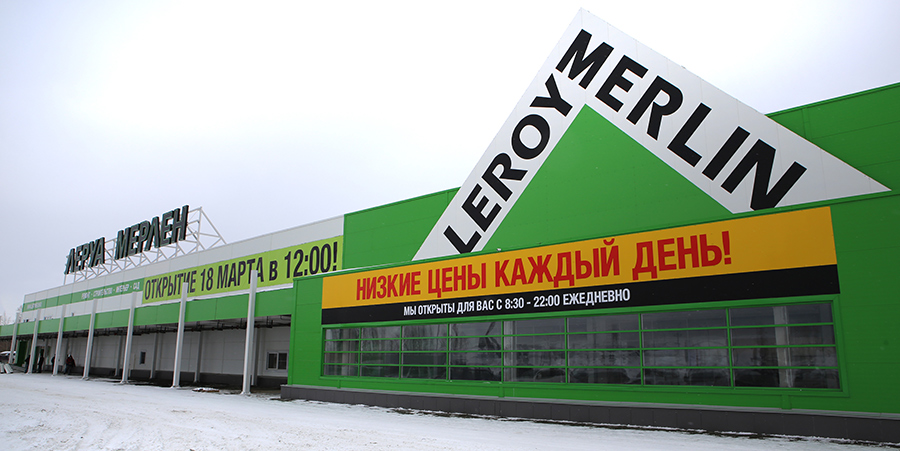 ЛЕРУА МЕРЛЕН
ОТКРЫТИЕ 18 МАРТА в 12:00!
LEROY MERLIN
НИЗКИЕ ЦЕНЫ КАЖДЫЙ ДЕНЬ!
МЫ ОТКРЫТЫ ДЛЯ ВАС С 8:30 - 22:00 ЕЖЕДНЕВНО